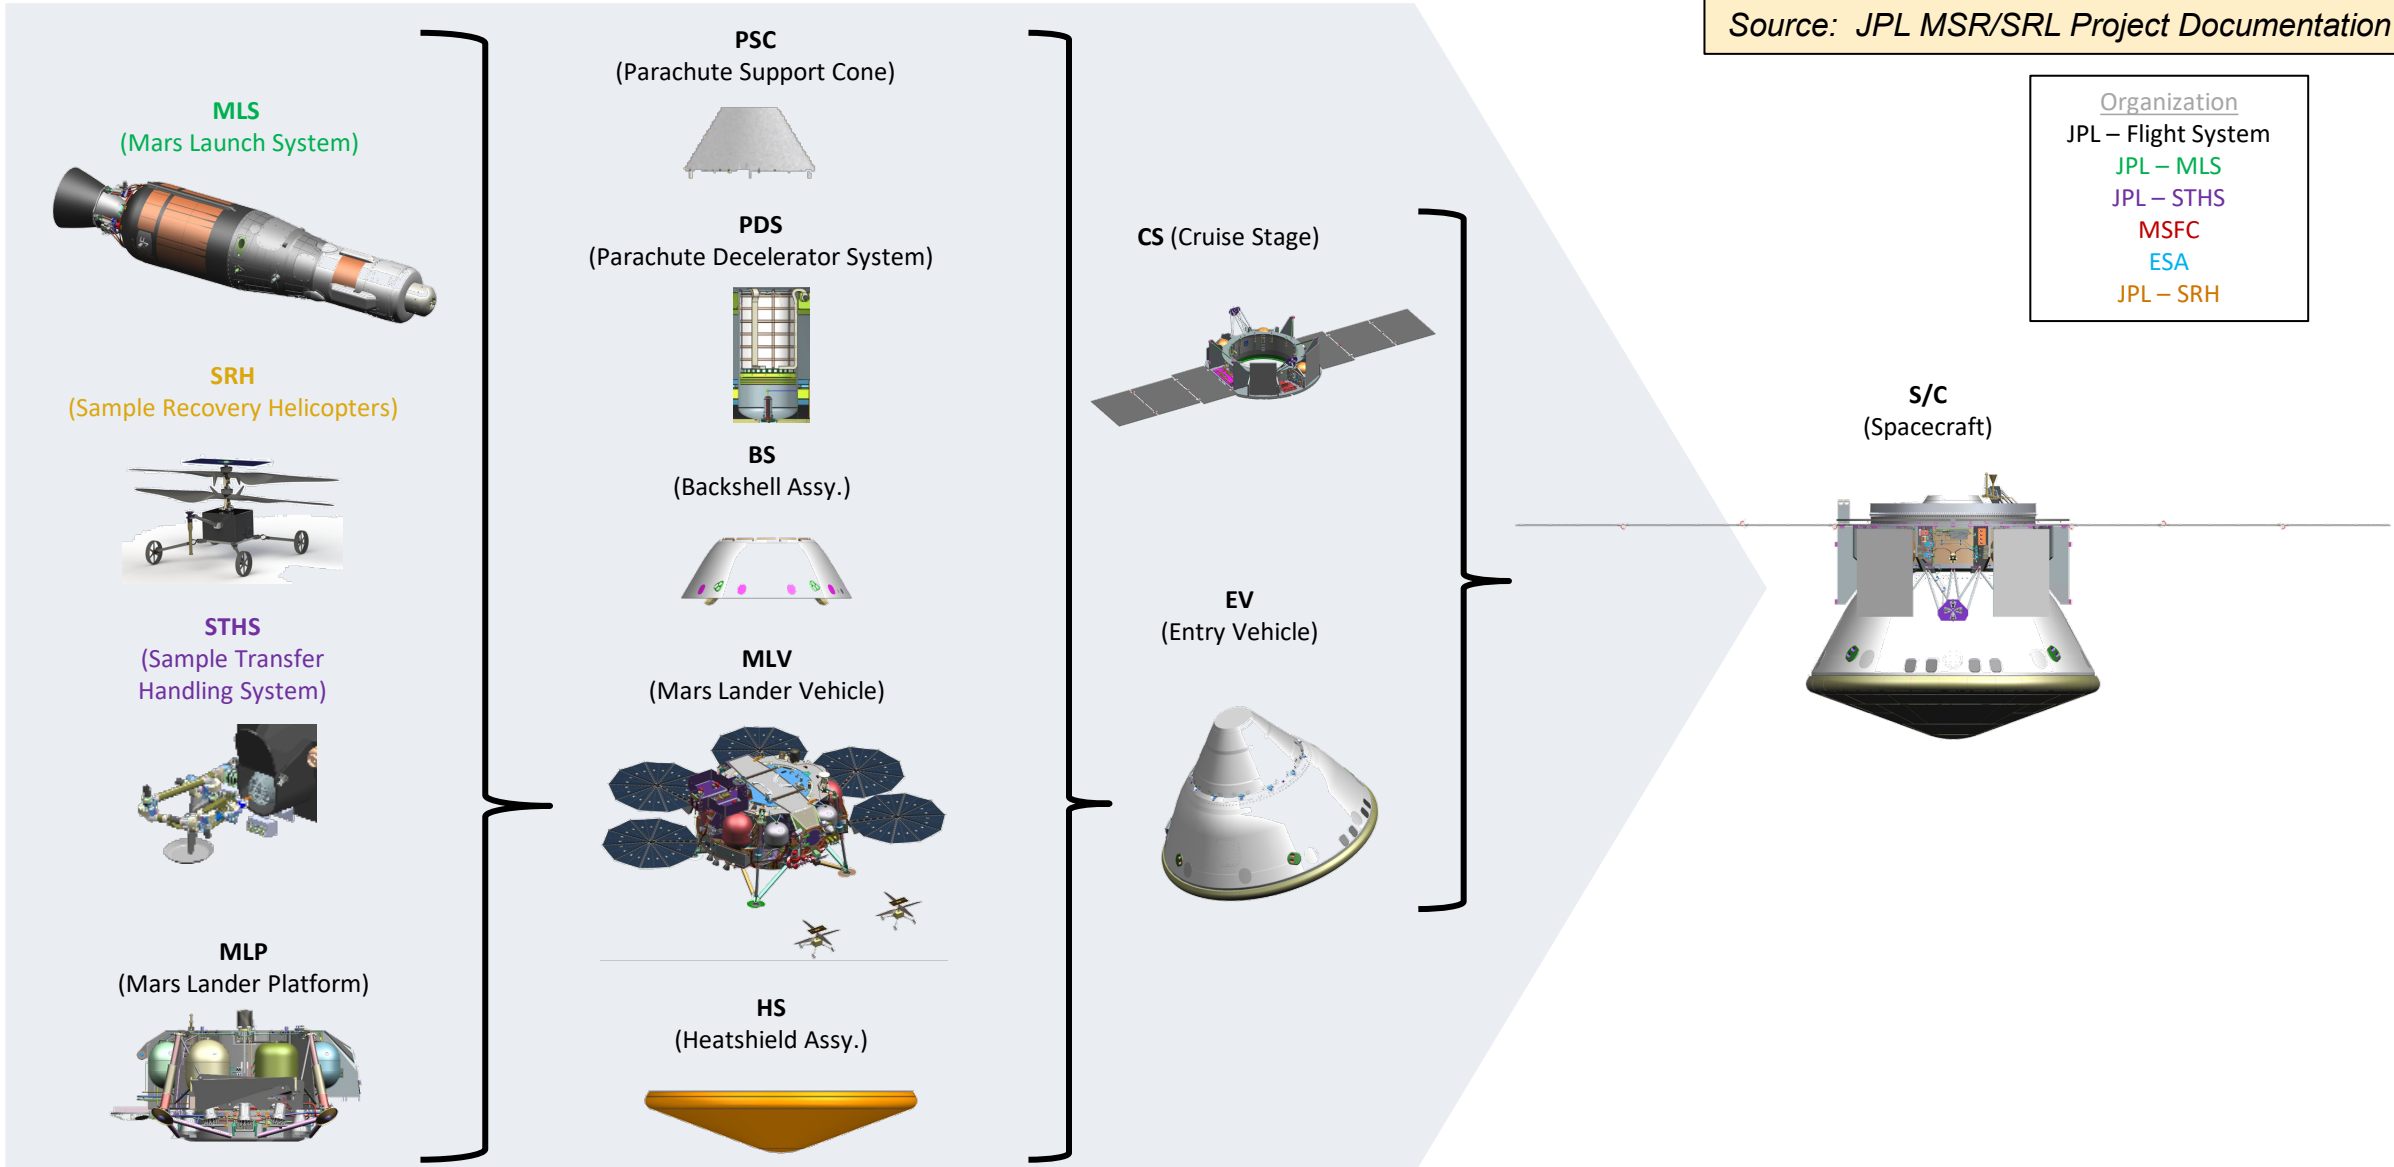 Source: JPL MSR/SRL Project Documentation
Organization
JPL – Flight System
JPL – MLS
JPL – STHS
MSFC
ESA
JPL – SRH
MLS
(Mars Launch System)
SRH
(Sample Recovery Helicopters)
STHS
(Sample Transfer
Handling System)
MLP
(Mars Lander Platform)
PSC
(Parachute Support Cone)
PDS
(Parachute Decelerator System)
BS
(Backshell Assy.)
MLV
(Mars Lander Vehicle)
HS
(Heatshield Assy.)
CS (Cruise Stage)
EV
(Entry Vehicle)
S/C
(Spacecraft)